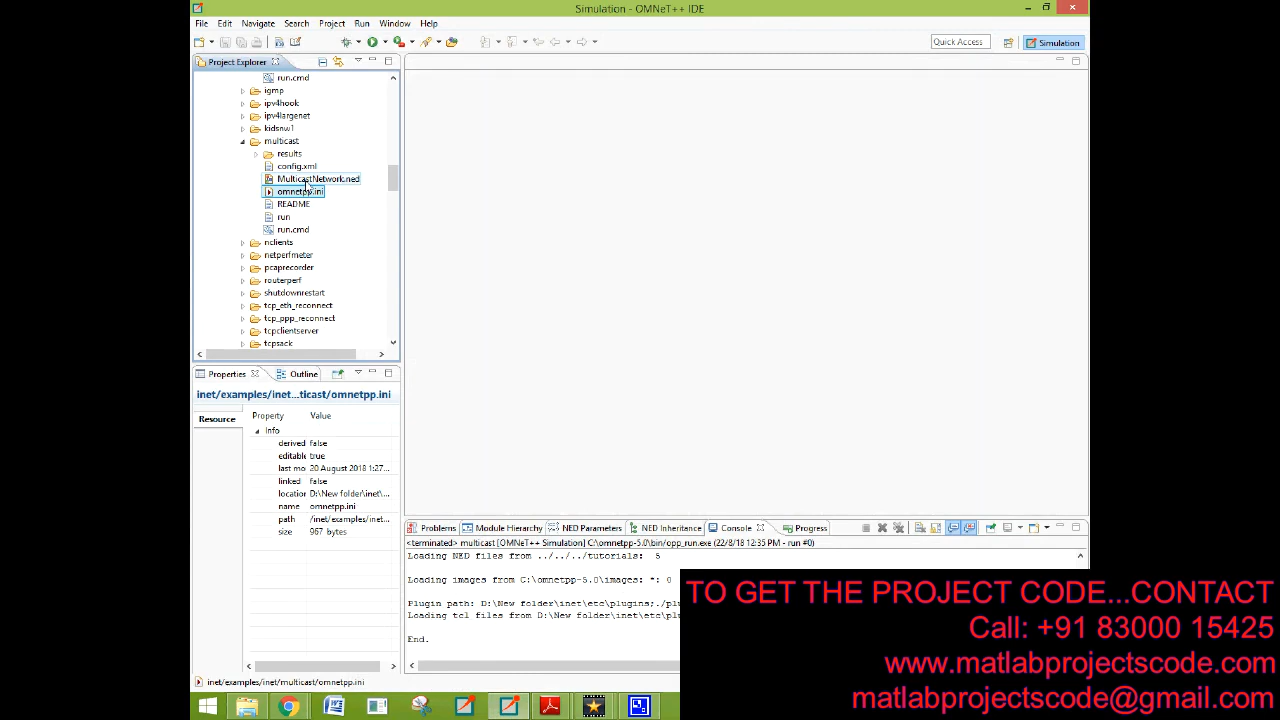 Simulation - OMNeT++ IDE
File Edit Navigate Search Project Run Window Help
Quick Access
Simulation
Project Explorer
run.cmd
igmp
ipv4hook
ipv4largenet
kidsnw1
multicast
results
config.xml
MulticastNetwork.ned
omnetpp.ini
README
run
run.cmd
nclients
netperfmeter
pcaprecorder
routerperf
shutdownrestart
tcp_eth_reconnect
tcp_ppp_reconnect
tcpclientserver
tcpsack
Properties Outline
inet/examples/inet...ticast/omnetpp.ini
Resource
Property Value
Info
derived false
editable true
last mo 20 August 2018 1:27...
linked false
location D:\New folder\inet\...
name omnetpp.ini
path /inet/examples/inet...
size 967 bytes
Problems Module Hierarchy NED Parameters NED Inheritance Console Progress
<terminated> multicast [OMNeT++ Simulation] C:\omnetpp-5.0\bin/opp_run.exe (22/8/18 12:35 PM - run #0)
Loading NED files from ../../../tutorials: 5
Loading images from C:\omnetpp-5.0\images: *: 0
Plugin path: D:\New folder\inet\etc\plugins;./plu
Loading tcl files from D:\New folder\inet\etc\plu
End.
inet/examples/inet/multicast/omnetpp.ini
TO GET THE PROJECT CODE...CONTACT
Call: +91 83000 15425
www.matlabprojectscode.com
matlabprojectscode@gmail.com